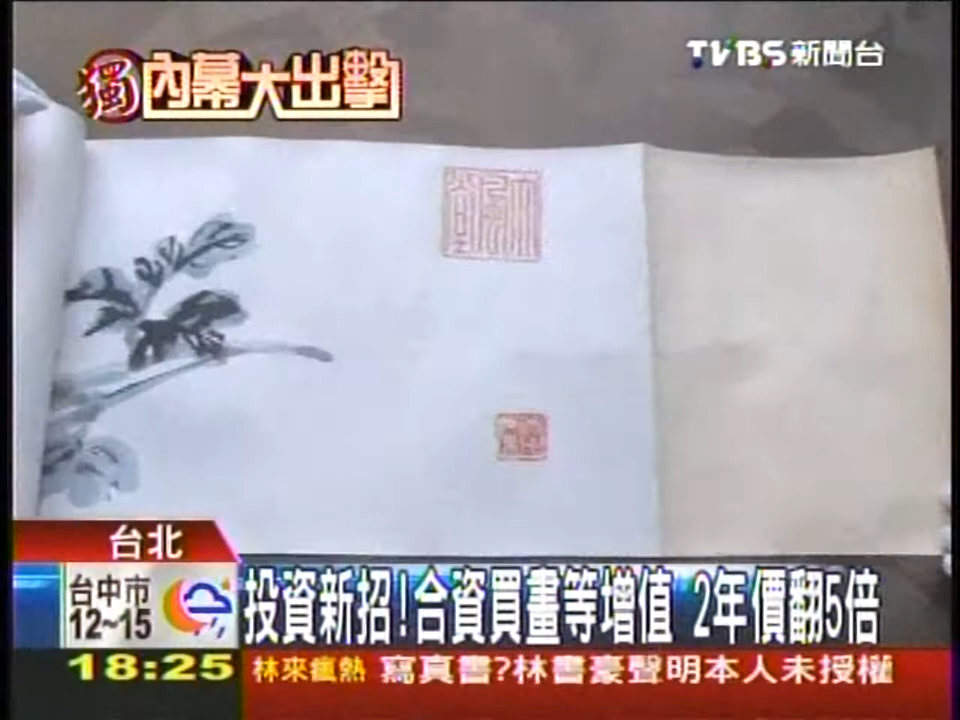 獨 內幕大出擊
TVBS新聞台
台北
台中市
12~15
投資新招!合資買畫等增值 2年價翻5倍
18:25 林來瘋熱 寫真書?林書豪聲明本人未授權